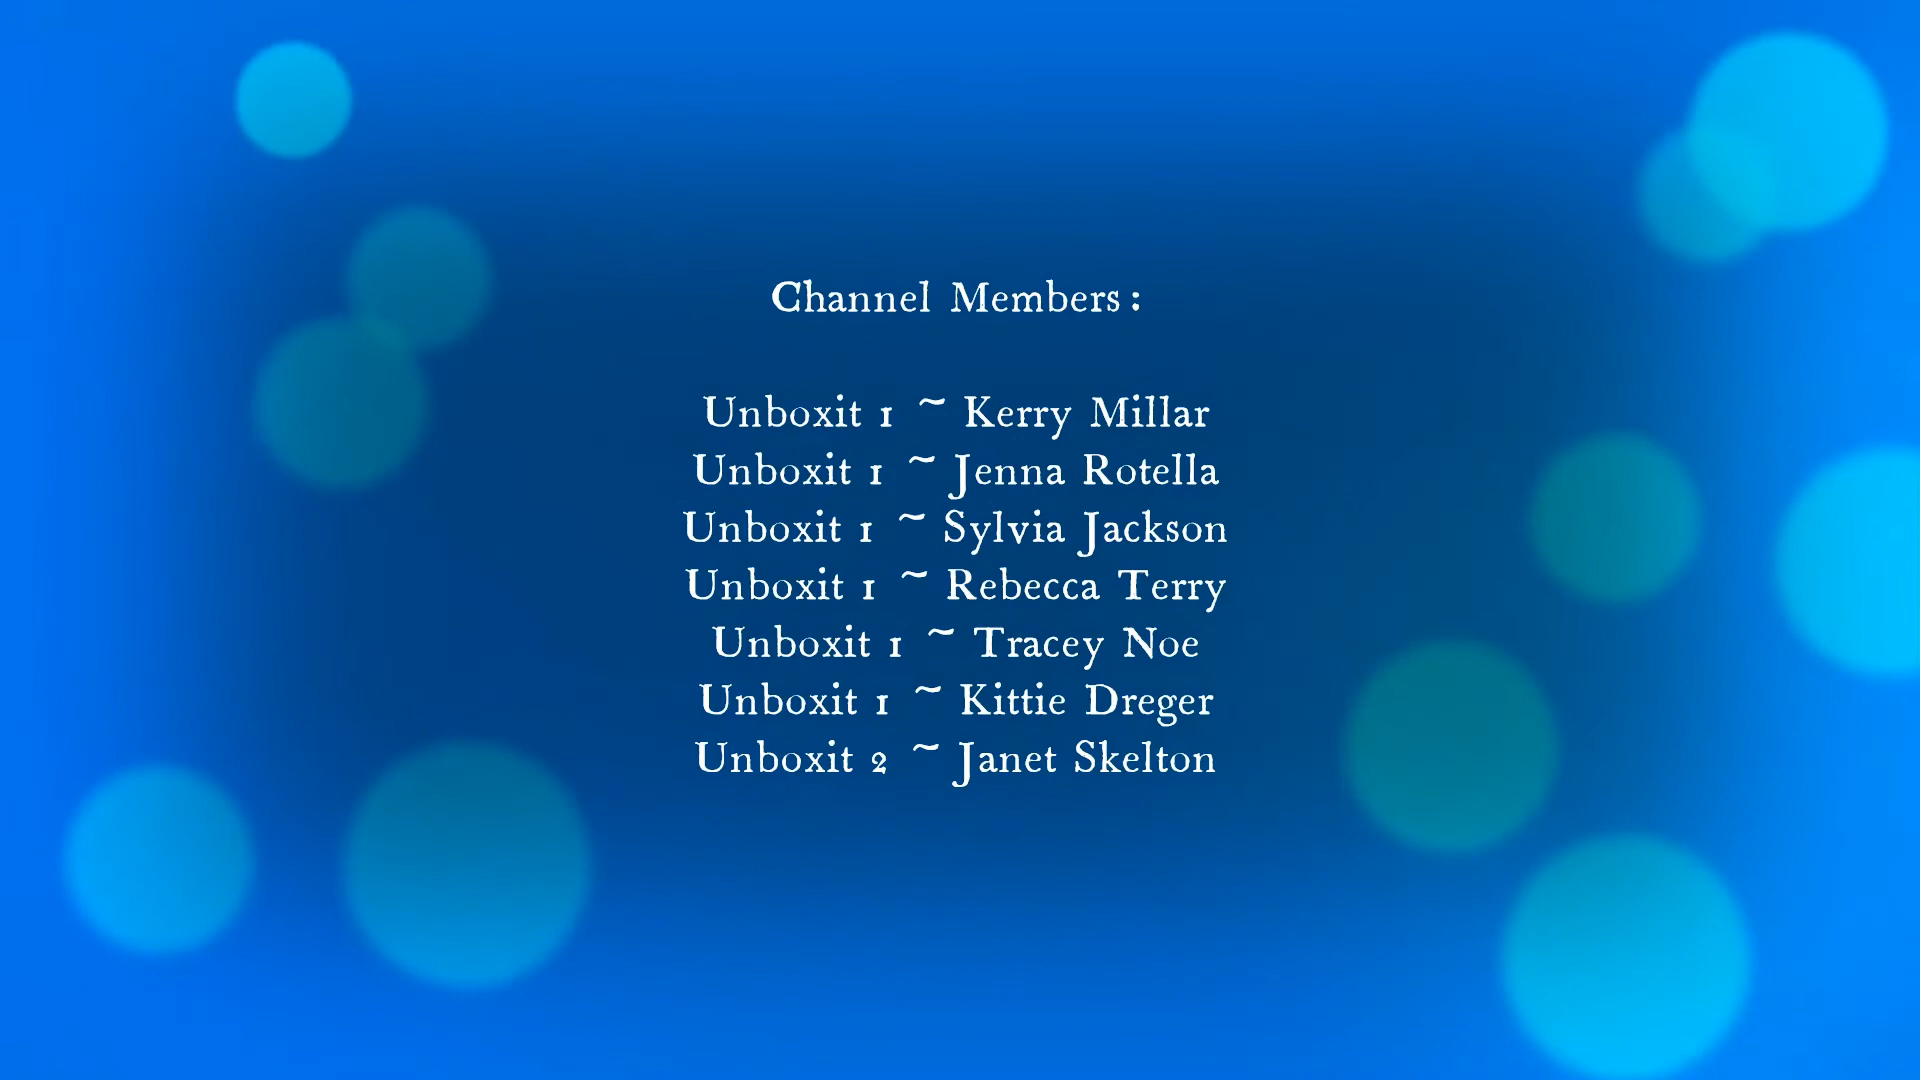 Channel Members:
Unboxit 1 ~ Kerry Millar
Unboxit 1 ~ Jenna Rotella
Unboxit 1 ~ Sylvia Jackson
Unboxit 1 ~ Rebecca Terry
Unboxit 1 ~ Tracey Noe
Unboxit 1 ~ Kittie Dreger
Unboxit 2 ~ Janet Skelton